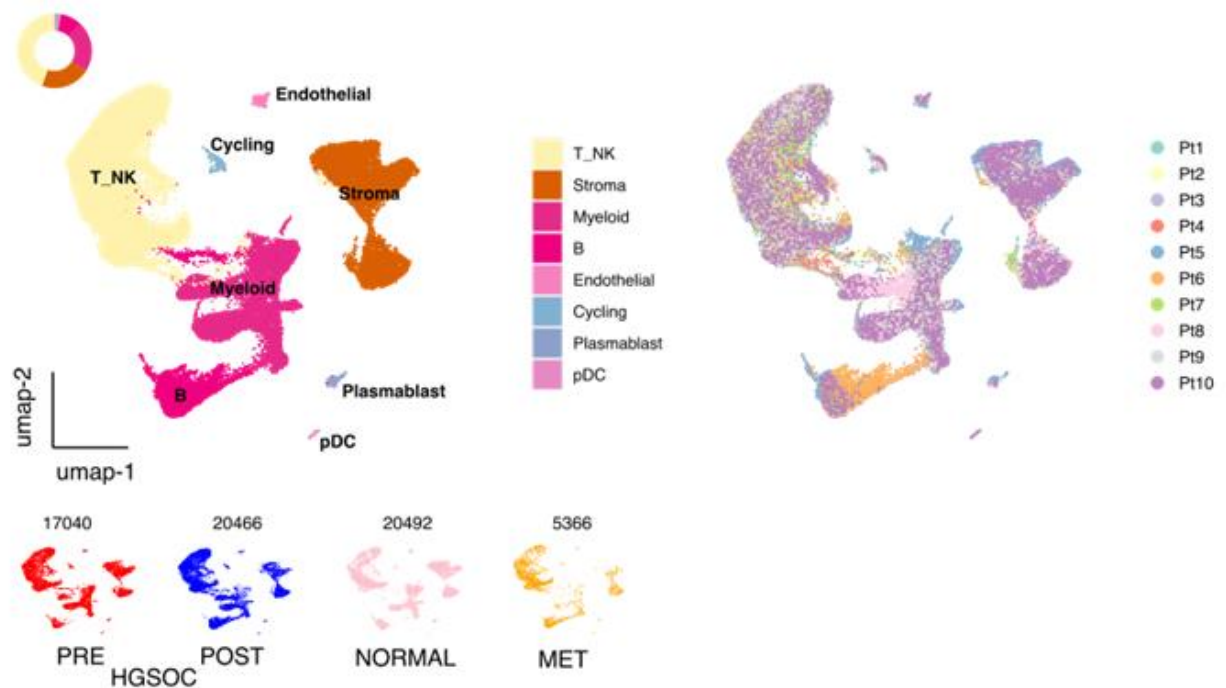 Endothelial
Cycling
T_NK
Stroma
Myeloid
B
Plasmablast
pDC
umap-2
umap-1
T_NK
Stroma
Myeloid
B
Endothelial
Cycling
Plasmablast
pDC
Pt1
Pt2
Pt3
Pt4
Pt5
Pt6
Pt7
Pt8
Pt9
Pt10
17040
20466
20492
5366
PRE
POST
NORMAL
MET
HGSOC